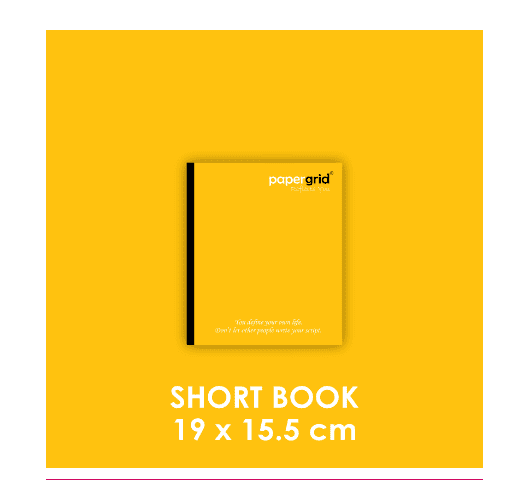 papergrid
You define your own life.
Don't let other people write your script.
SHORT BOOK
19 x 15.5 cm